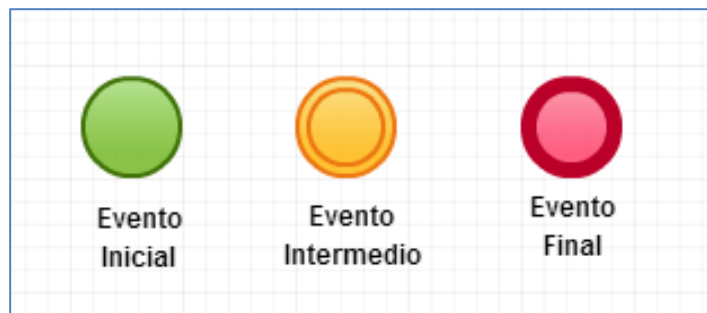 Evento
Inicial
Evento
Intermedio
Evento
Final